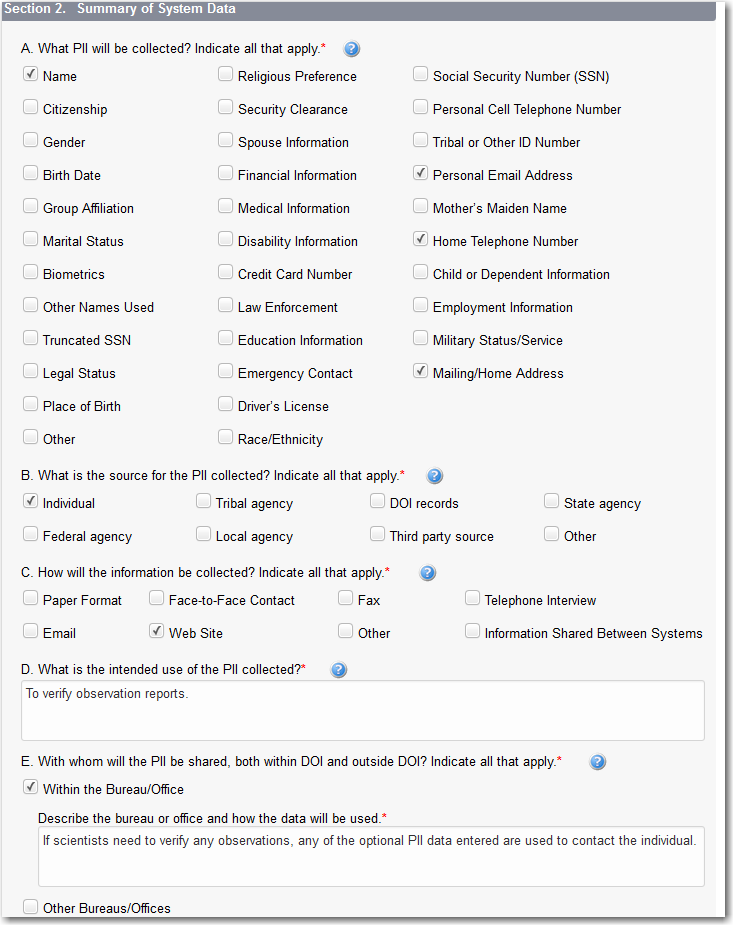 Section 2. Summary of System Data
A. What PII will be collected? Indicate all that apply.*
Name Religious Preference Social Security Number (SSN)
Citizenship Security Clearance Personal Cell Telephone Number
Gender Spouse Information Tribal or Other ID Number
Birth Date Financial Information Personal Email Address
Group Affiliation Medical Information Mother's Maiden Name
Marital Status Disability Information Home Telephone Number
Biometrics Credit Card Number Child or Dependent Information
Other Names Used Law Enforcement Employment Information
Truncated SSN Education Information Military Status/Service
Legal Status Emergency Contact Mailing/Home Address
Place of Birth Driver's License
Other Race/Ethnicity
B. What is the source for the PII collected? Indicate all that apply.*
Individual Tribal agency DOI records State agency
Federal agency Local agency Third party source Other
C. How will the information be collected? Indicate all that apply.*
Paper Format Face-to-Face Contact Fax Telephone Interview
Email Web Site Other Information Shared Between Systems
D. What is the intended use of the PII collected?*
To verify observation reports.
E. With whom will the PII be shared, both within DOI and outside DOI? Indicate all that apply.*
Within the Bureau/Office
Describe the bureau or office and how the data will be used.*
If scientists need to verify any observations, any of the optional PII data entered are used to contact the individual.
Other Bureaus/Offices